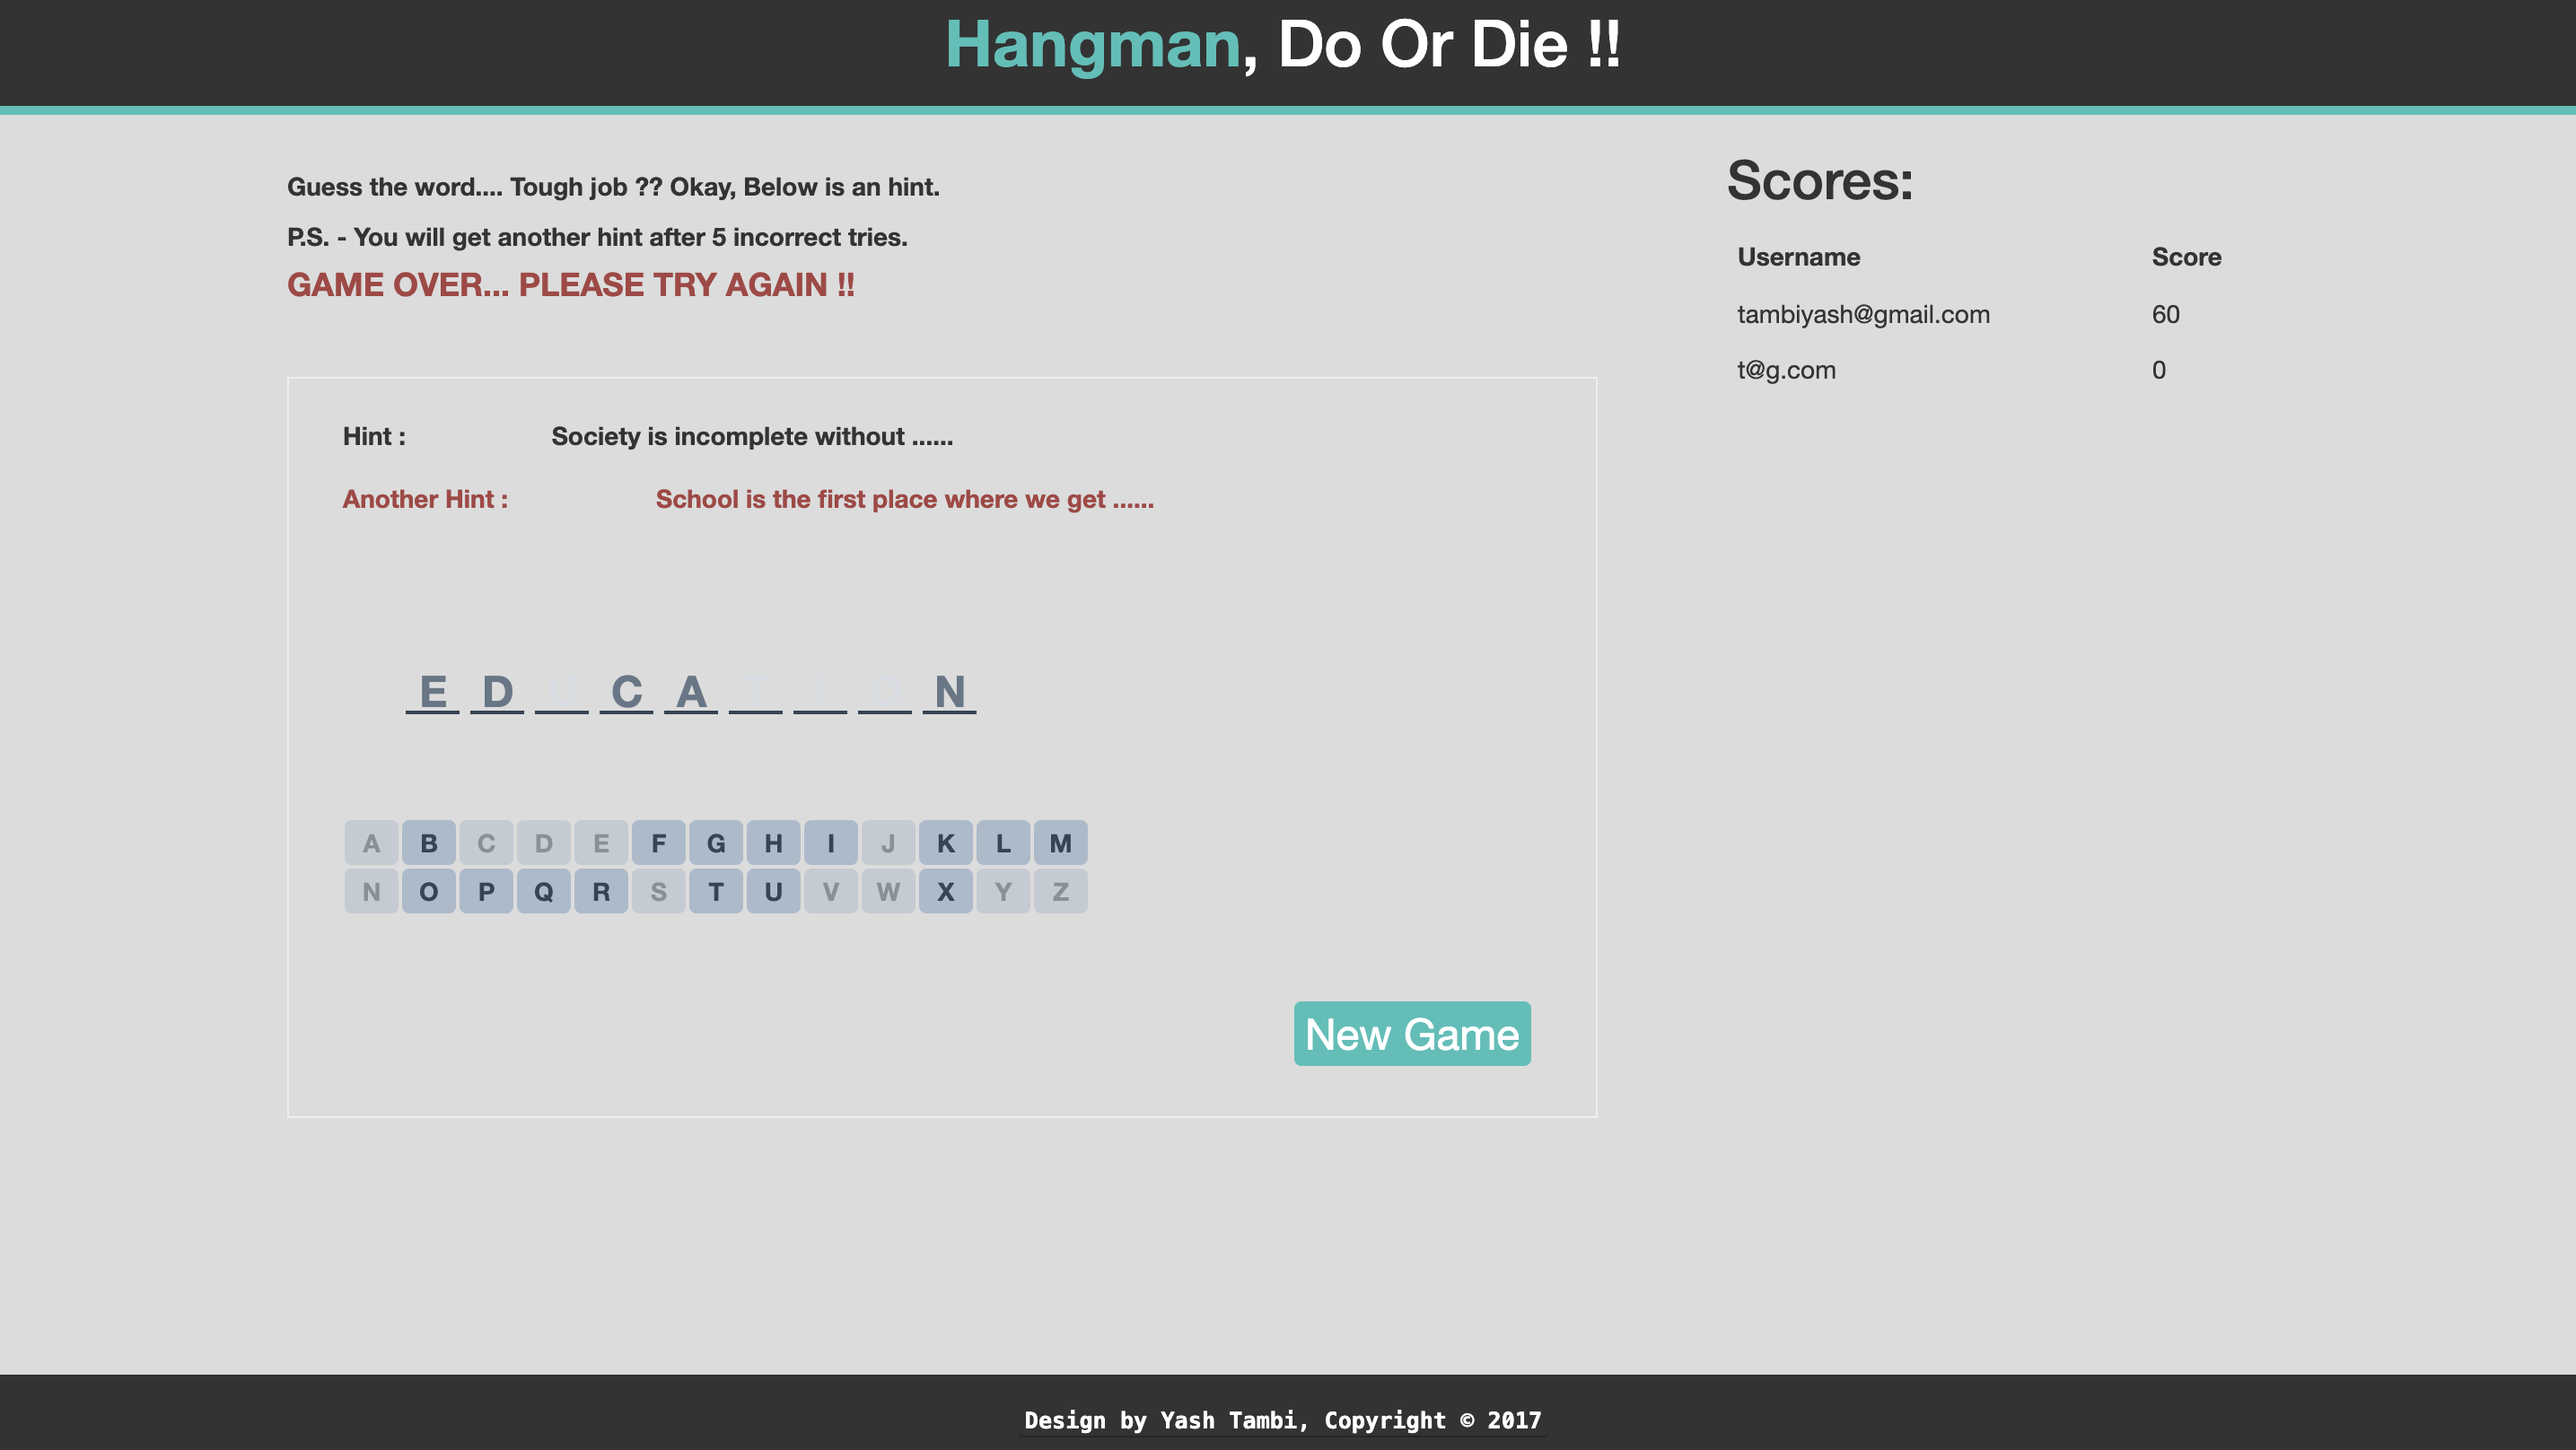 Hangman, Do Or Die !!
Guess the word.... Tough job ?? Okay, Below is an hint.
P.S. - You will get another hint after 5 incorrect tries.
GAME OVER... PLEASE TRY AGAIN !!
Hint : Society is incomplete without ......
Another Hint : School is the first place where we get ......
E D _ C A _ _ _ N
A B C D E F G H I J K L M
N O P Q R S T U V W X Y Z
New Game
Scores:
Username Score
tambiyash@gmail.com 60
t@g.com 0
Design by Yash Tambi, Copyright © 2017